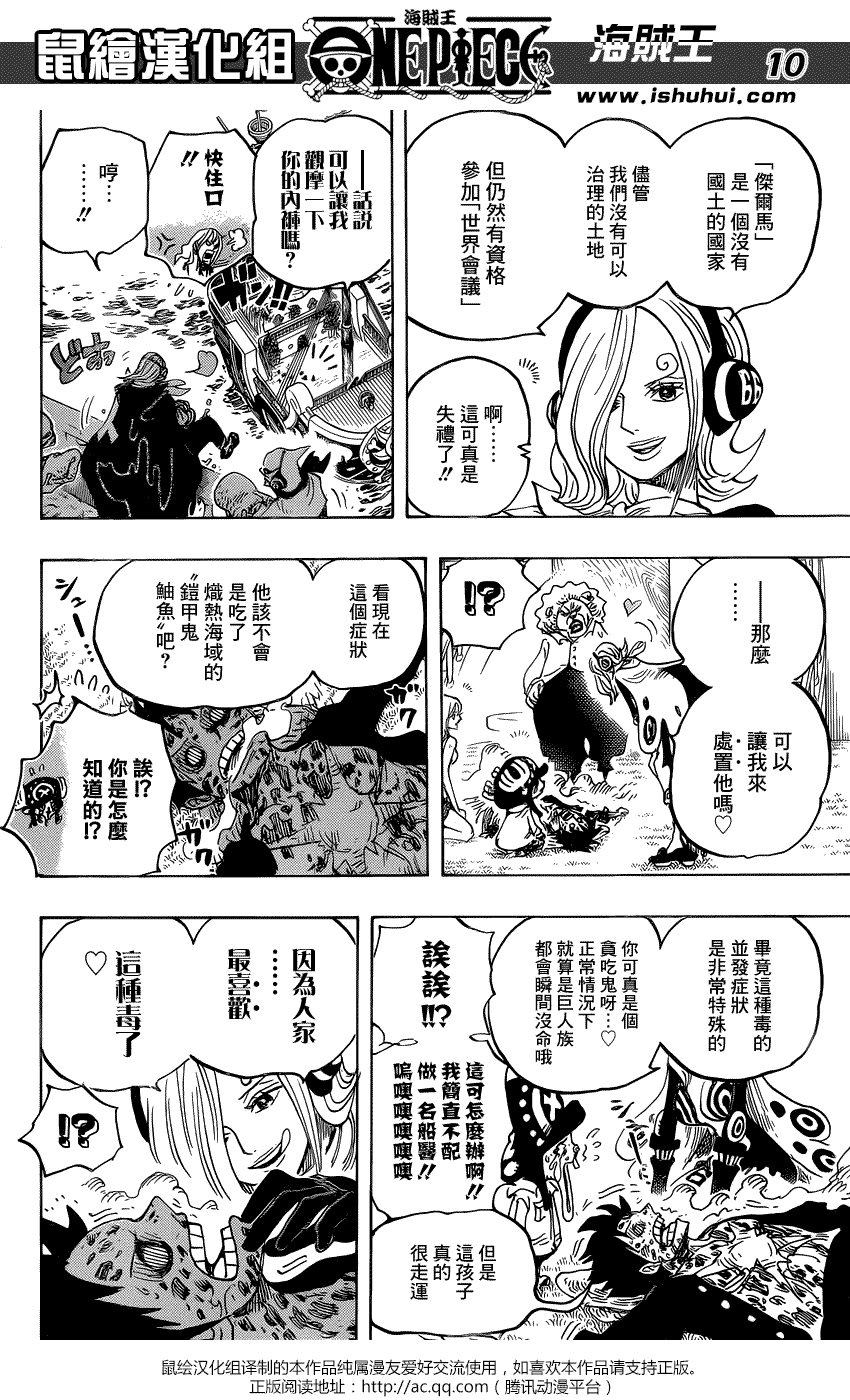 鼠繪漢化組
海賊王
ONE PIECE
海賊王
10
www.ishuhui.com
「傑爾馬」
是一個沒有
國土的國家
儘管
我們沒有可以
治理的土地
但仍然有資格
參加「世界會議」
啊……
這可真是
失禮了!!
——話說
可以讓我
觀摩一下
你的內褲嗎?
快住口
!!
哼…
……!!
ガン!!
どおっ
——那麼
……
可以
讓我來
處置他嗎♡
!?
看現在
這個症狀
他該不會
是吃了
熾熱海域的
"鎧甲鬼
鮋魚"吧?
ジュー
ガク
ガク
誒!?
你是怎麼
知道的!?
畢竟這種毒的
並發症狀
是非常特殊的
你可真是個
貪吃鬼呀…♡
正常情況下
就算是巨人族
都會瞬間沒命哦
誒誒!!?
這可怎麼辦啊!!
我簡直不配
做一名船醫!!
嗚噢噢噢噢噢
但是
這孩子
真的
很走運
因為人家
……
最喜歡
這種毒了
♡
!?
鼠绘汉化组译制的本作品纯属漫友爱好交流使用，如喜欢本作品请支持正版。
正版阅读地址：http://ac.qq.com（腾讯动漫平台）